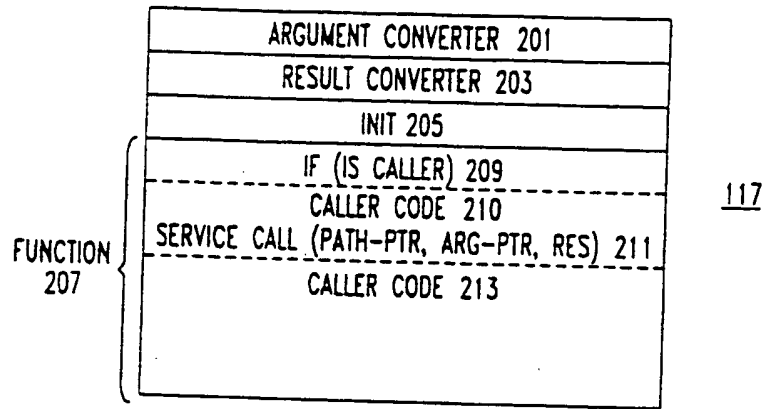 ARGUMENT CONVERTER 201
RESULT CONVERTER 203
INIT 205
IF (IS CALLER) 209
CALLER CODE 210
SERVICE CALL (PATH-PTR, ARG-PTR, RES) 211
CALLER CODE 213
FUNCTION
207
117